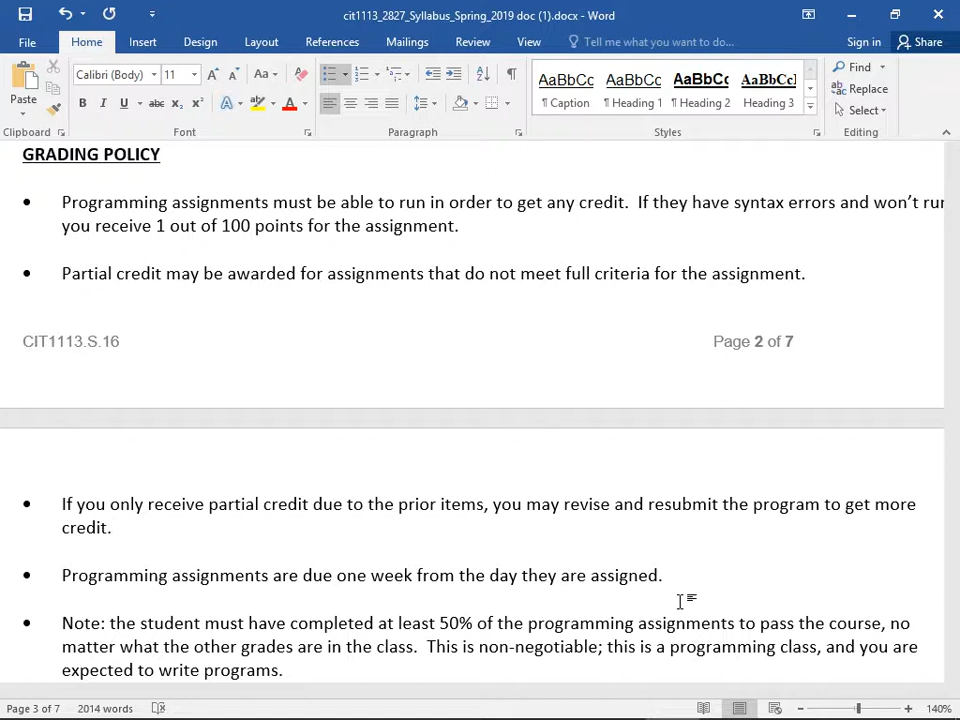 cit1113_2827_Syllabus_Spring_2019 doc (1).docx - Word
File Home Insert Design Layout References Mailings Review View Tell me what you want to do... Sign in Share
Paste
Clipboard
Calibri (Body) 11
Aa
B I U abc x₂ x²
A A
Font
Paragraph
AaBbCc AaBbCc AaBbCc AaBbCcI
¶ Caption ¶ Heading 1 ¶ Heading 2 Heading 3
Styles
Find
Replace
Select
Editing
GRADING POLICY
• Programming assignments must be able to run in order to get any credit. If they have syntax errors and won’t run
you receive 1 out of 100 points for the assignment.
• Partial credit may be awarded for assignments that do not meet full criteria for the assignment.
CIT1113.S.16 Page 2 of 7
• If you only receive partial credit due to the prior items, you may revise and resubmit the program to get more
credit.
• Programming assignments are due one week from the day they are assigned.
• Note: the student must have completed at least 50% of the programming assignments to pass the course, no
matter what the other grades are in the class. This is non-negotiable; this is a programming class, and you are
expected to write programs.
Page 3 of 7 2014 words 140%